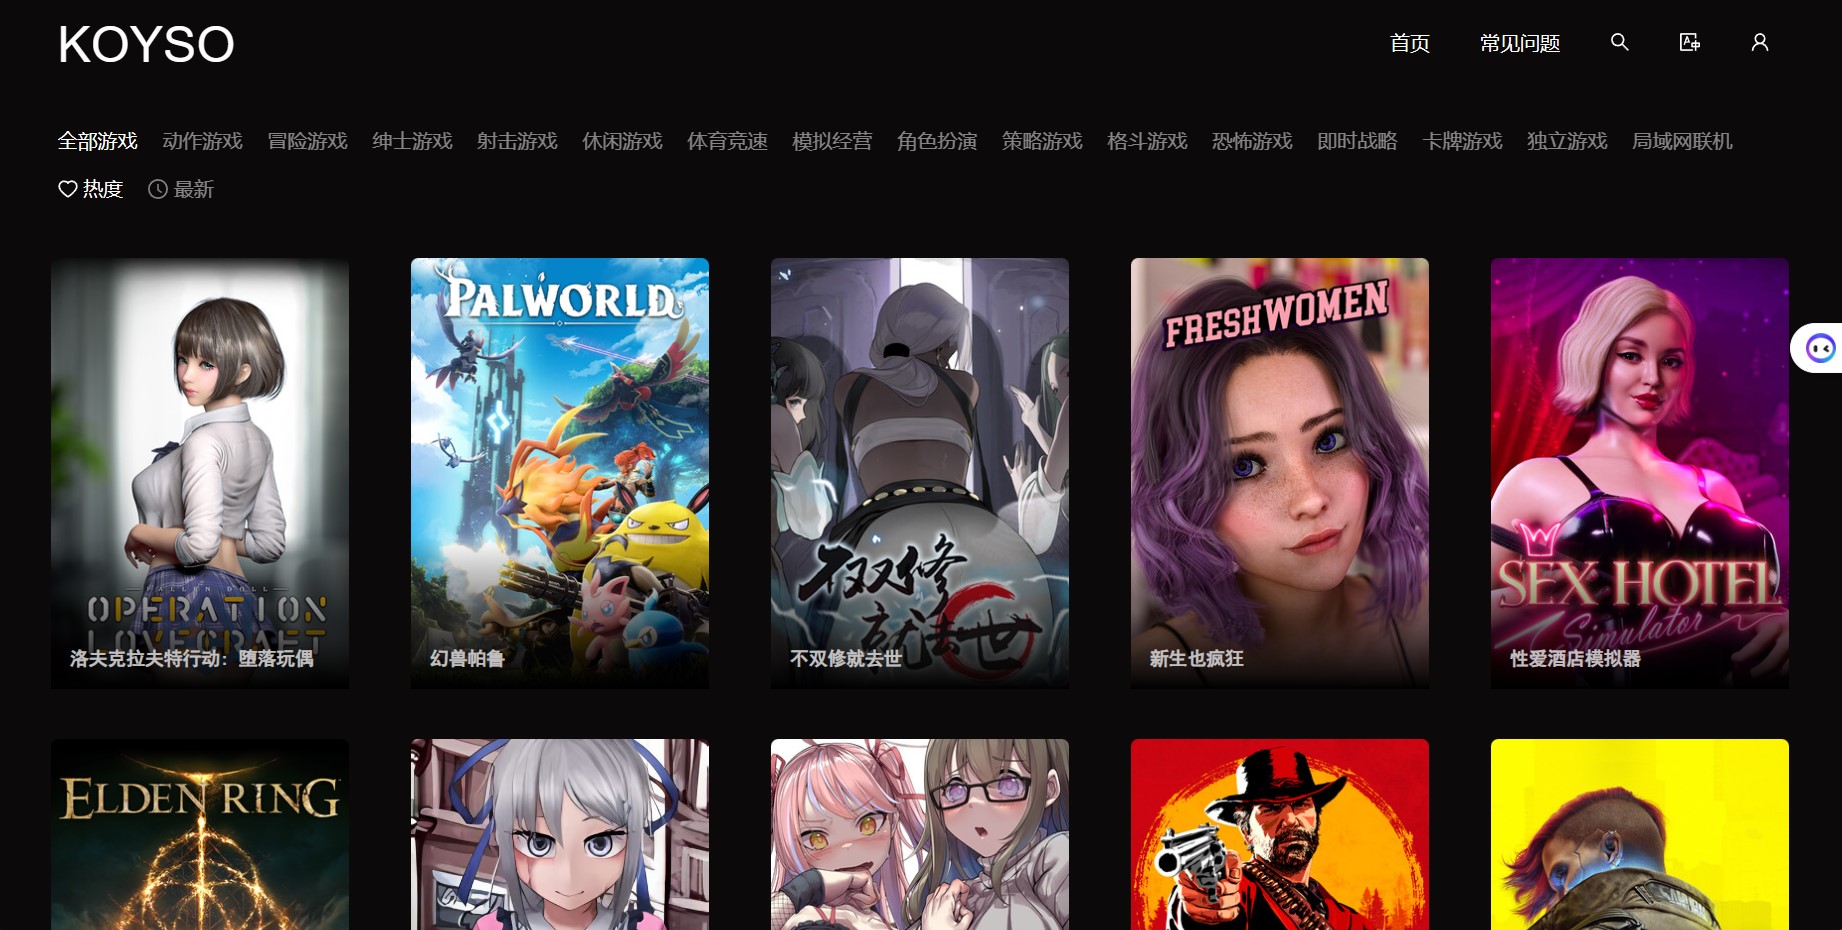 KOYSO
首页 常见问题
全部游戏 动作游戏 冒险游戏 绅士游戏 射击游戏 休闲游戏 体育竞速 模拟经营 角色扮演 策略游戏 格斗游戏 恐怖游戏 即时战略 卡牌游戏 独立游戏 局域网联机
热度 最新
FALLEN DOLL
OPERATION
LOVECRAFT
洛夫克拉夫特行动：堕落玩偶
PALWORLD
幻兽帕鲁
不双修
就去世
不双修就去世
FRESHWOMEN
新生也疯狂
SEX HOTEL
Simulator
性爱酒店模拟器
ELDEN RING